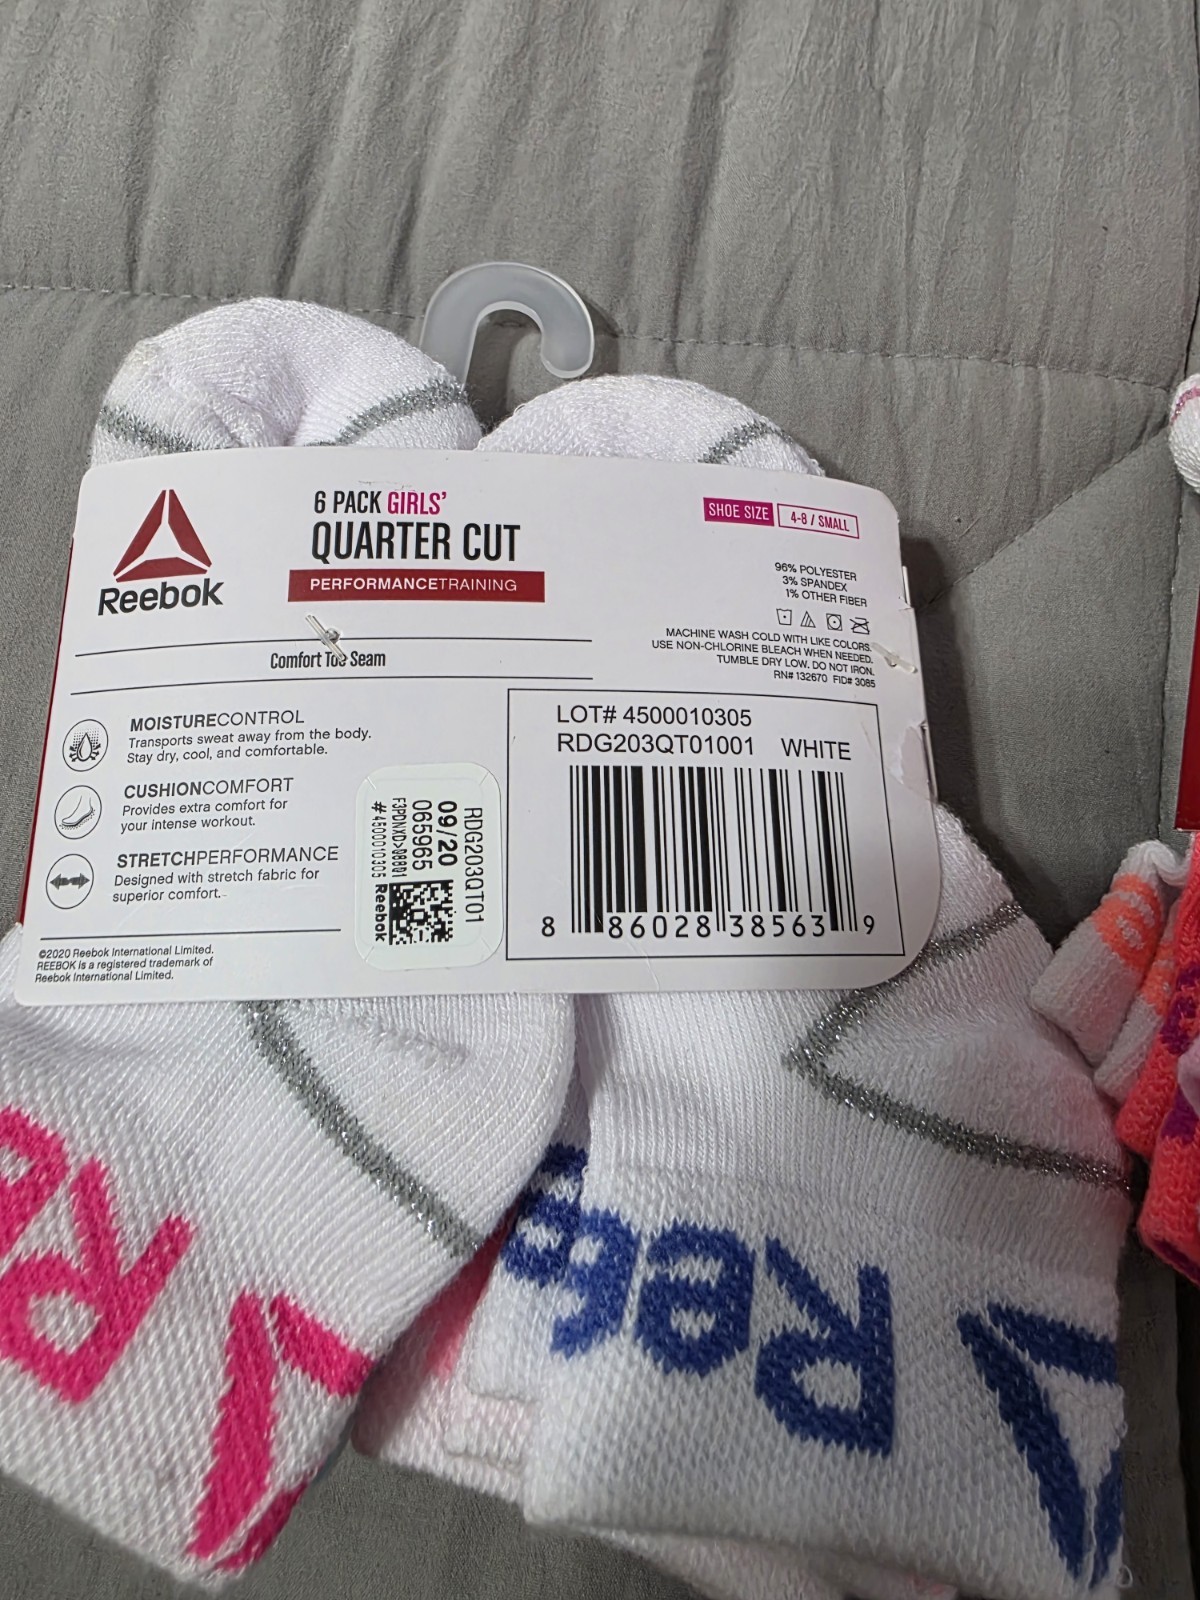 Reebok
6 PACK GIRLS'
QUARTER CUT
PERFORMANCETRAINING
SHOE SIZE 4-8 / SMALL
96% POLYESTER
3% SPANDEX
1% OTHER FIBER
MACHINE WASH COLD WITH LIKE COLORS.
USE NON-CHLORINE BLEACH WHEN NEEDED.
TUMBLE DRY LOW. DO NOT IRON.
RN# 132670 FID# 3085
Comfort Toe Seam
MOISTURECONTROL
Transports sweat away from the body.
Stay dry, cool, and comfortable.
CUSHIONCOMFORT
Provides extra comfort for
your intense workout.
STRETCHPERFORMANCE
Designed with stretch fabric for
superior comfort.
©2020 Reebok International Limited.
REEBOK is a registered trademark of
Reebok International Limited.
RDG203QT01
09/20
065965
F3PDNXD>08801
#4500010305 Reebok
LOT# 4500010305
RDG203QT01001 WHITE
8 86028 38563 9
Ree
Reeb